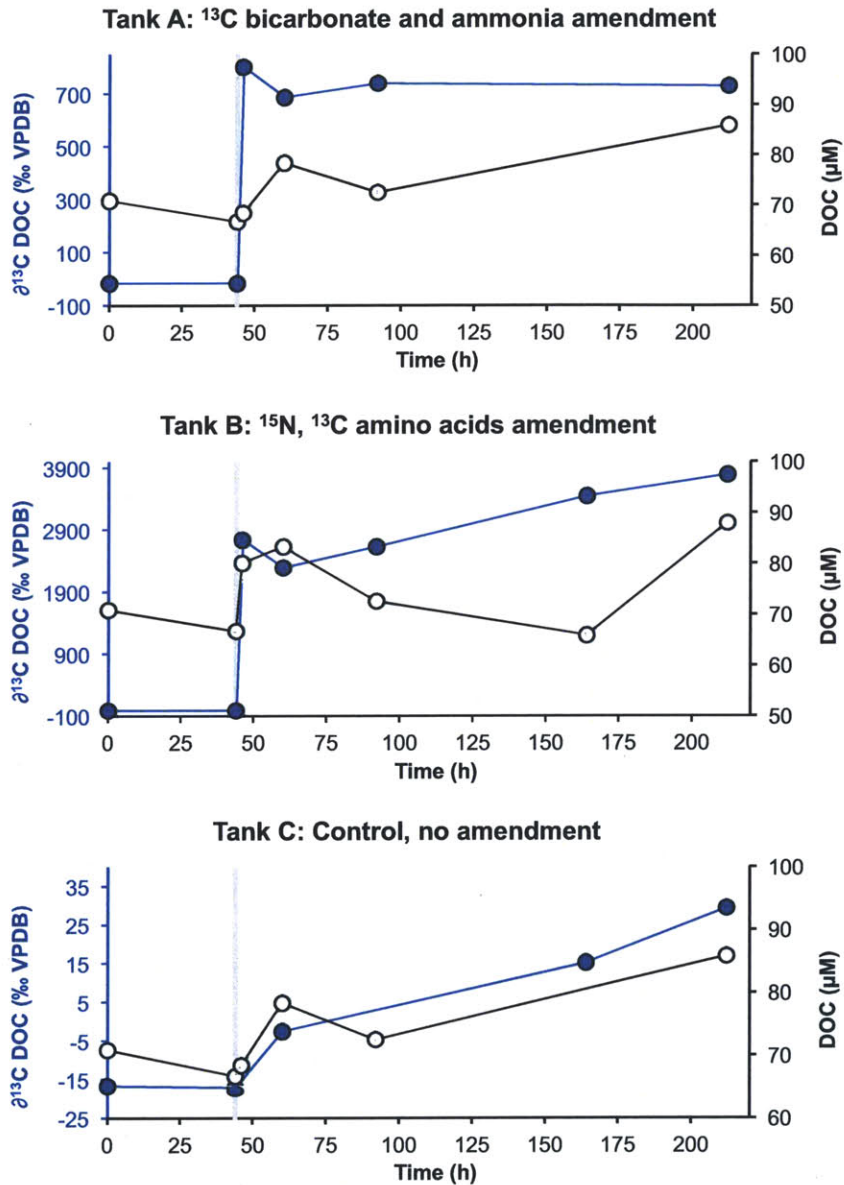 Tank A: ¹³C bicarbonate and ammonia amendment
∂¹³C DOC (‰ VPDB)
700
500
300
100
-100
100
90
80
70
60
50
DOC (µM)
0 25 50 75 100 125 150 175 200
Time (h)
Tank B: ¹⁵N, ¹³C amino acids amendment
∂¹³C DOC (‰ VPDB)
3900
2900
1900
900
-100
100
90
80
70
60
50
DOC (µM)
0 25 50 75 100 125 150 175 200
Time (h)
Tank C: Control, no amendment
∂¹³C DOC (‰ VPDB)
35
25
15
5
-5
-15
-25
100
90
80
70
60
DOC (µM)
0 25 50 75 100 125 150 175 200
Time (h)